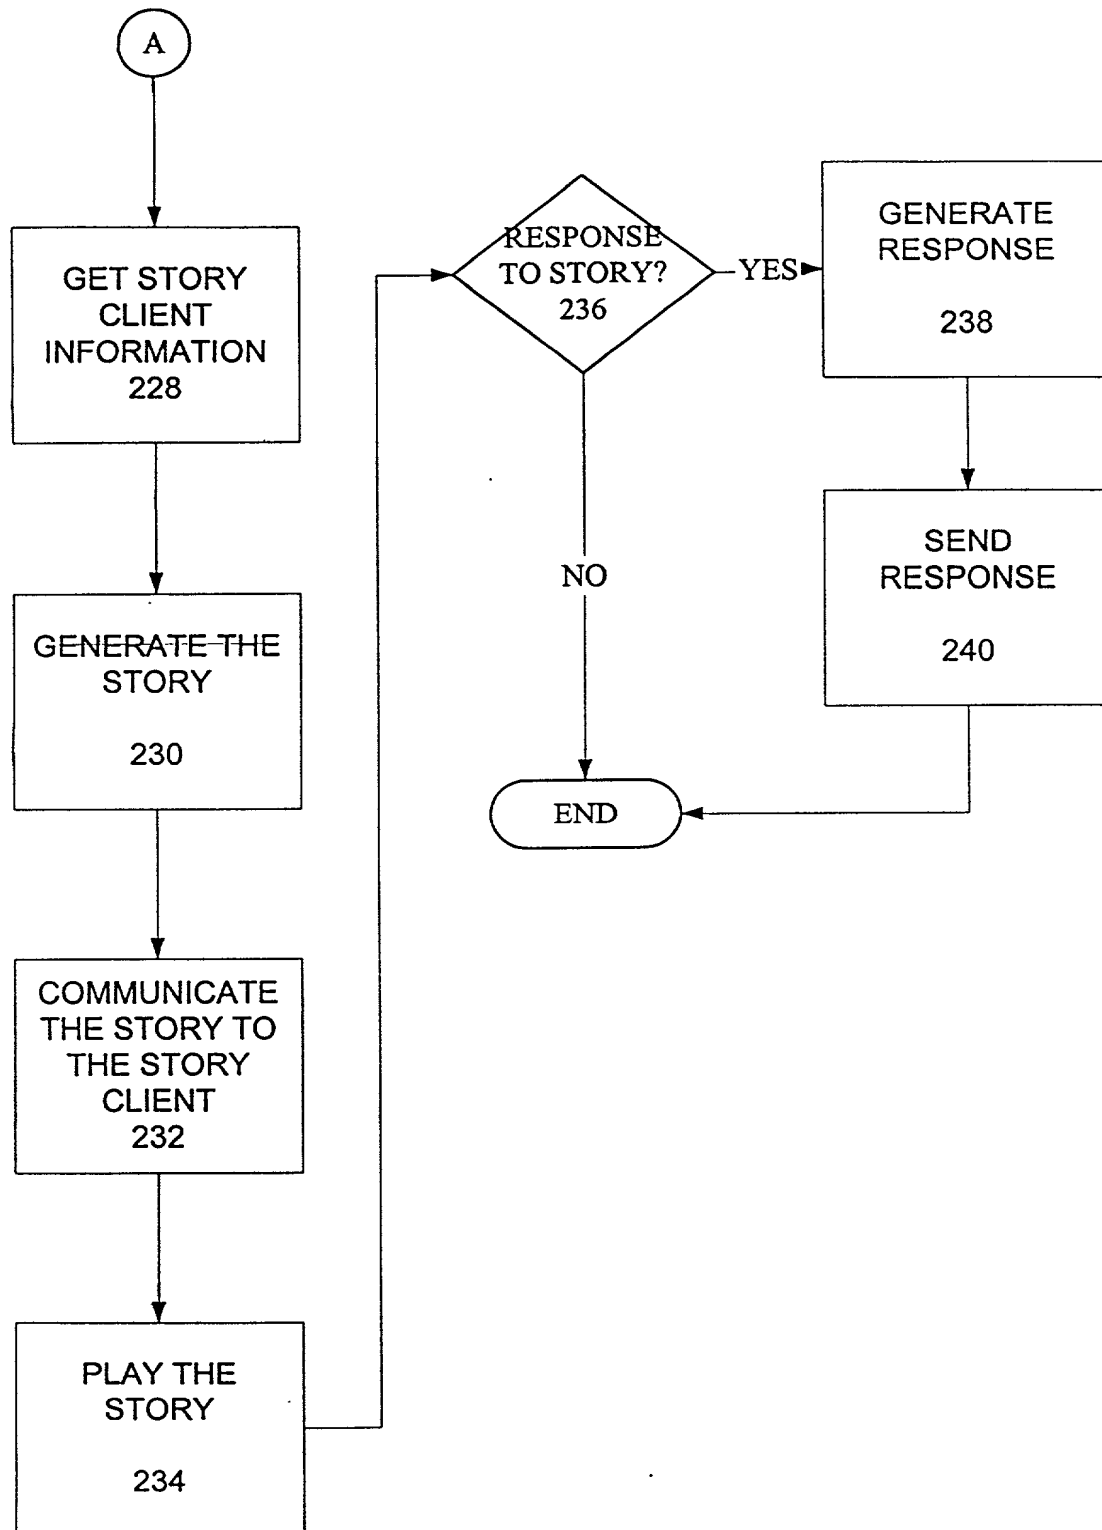 A
GET STORY
CLIENT
INFORMATION
228
GENERATE THE
STORY
230
COMMUNICATE
THE STORY TO
THE STORY
CLIENT
232
PLAY THE
STORY
234
RESPONSE
TO STORY?
236
YES
NO
GENERATE
RESPONSE
238
SEND
RESPONSE
240
END